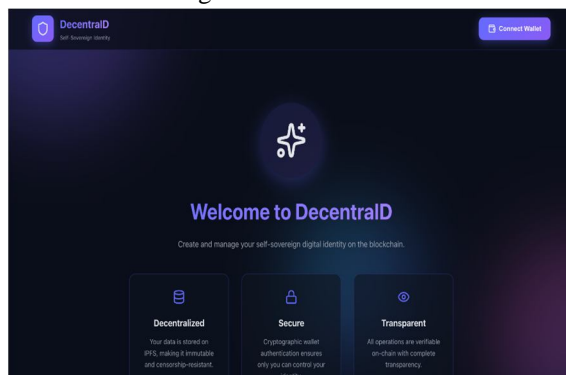 DecentralD
Self-Sovereign Identity
Connect Wallet
Welcome to DecentralD
Create and manage your self-sovereign digital identity on the blockchain.
Decentralized
Your data is stored on
IPFS, making it immutable
and censorship-resistant.
Secure
Cryptographic wallet
authentication ensures
only you can control your
Transparent
All operations are verifiable
on-chain with complete
transparency.